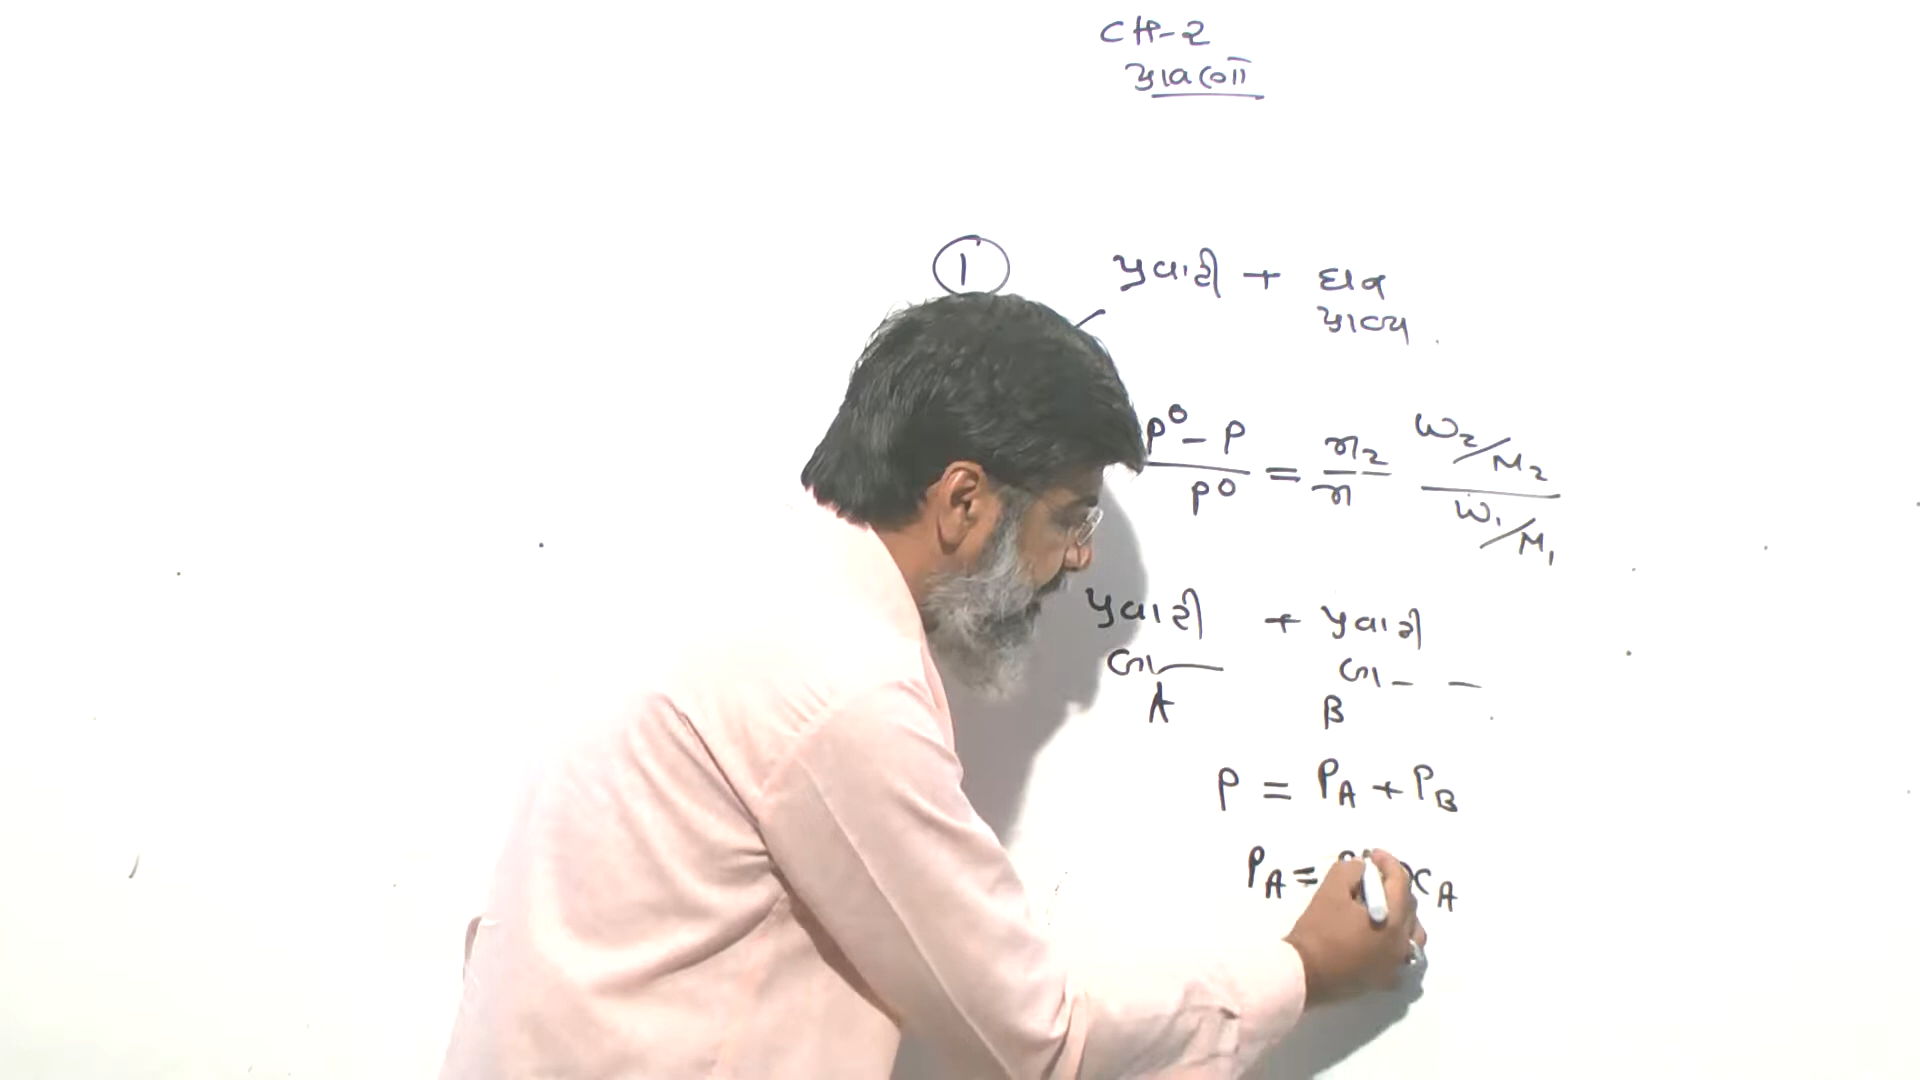 CH-2
દ્રાવણો
1
પ્રવાહી + ઘન
દ્રાવ્ય
P⁰ - P / P⁰ = n₂ / n W₂/M₂ / W₁/M₁
પ્રવાહી + પ્રવાહી
A B
P = P_A + P_B
P_A = x_A